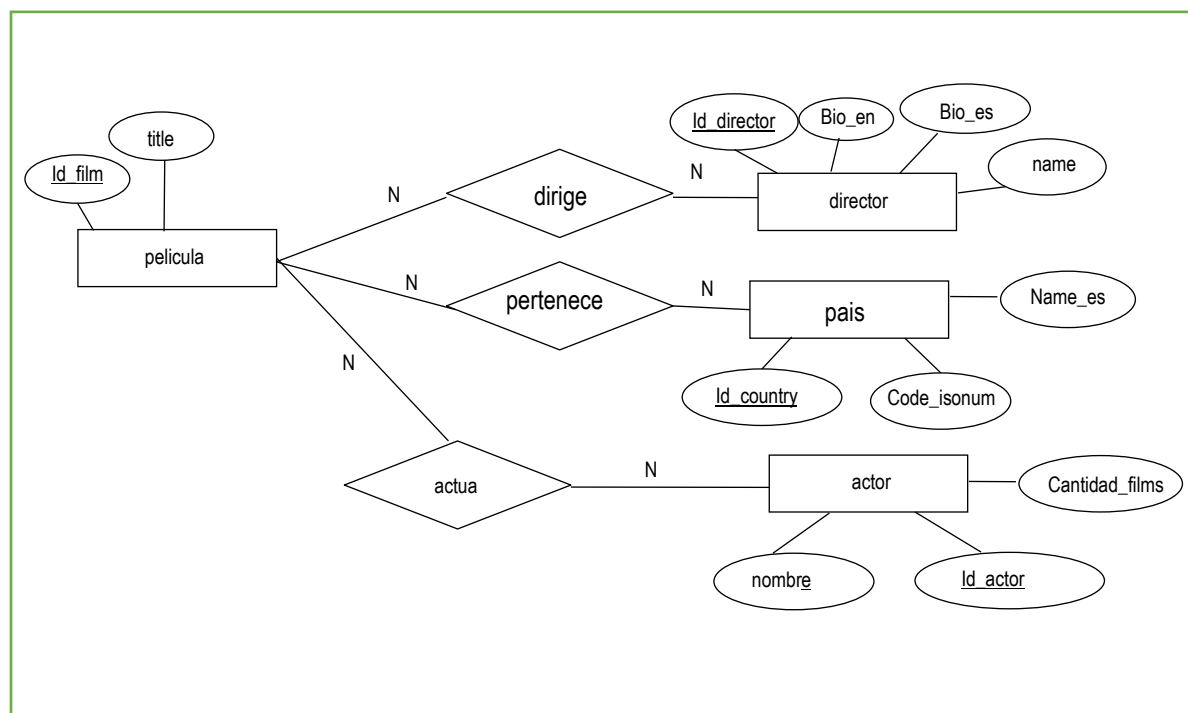 Id_director
Bio_en
Bio_es
title
name
Id_film
N
N
dirige
director
pelicula
N
N
pertenece
pais
Name_es
N
Id_country
Code_isonum
N
actua
actor
Cantidad_films
nombre
Id_actor